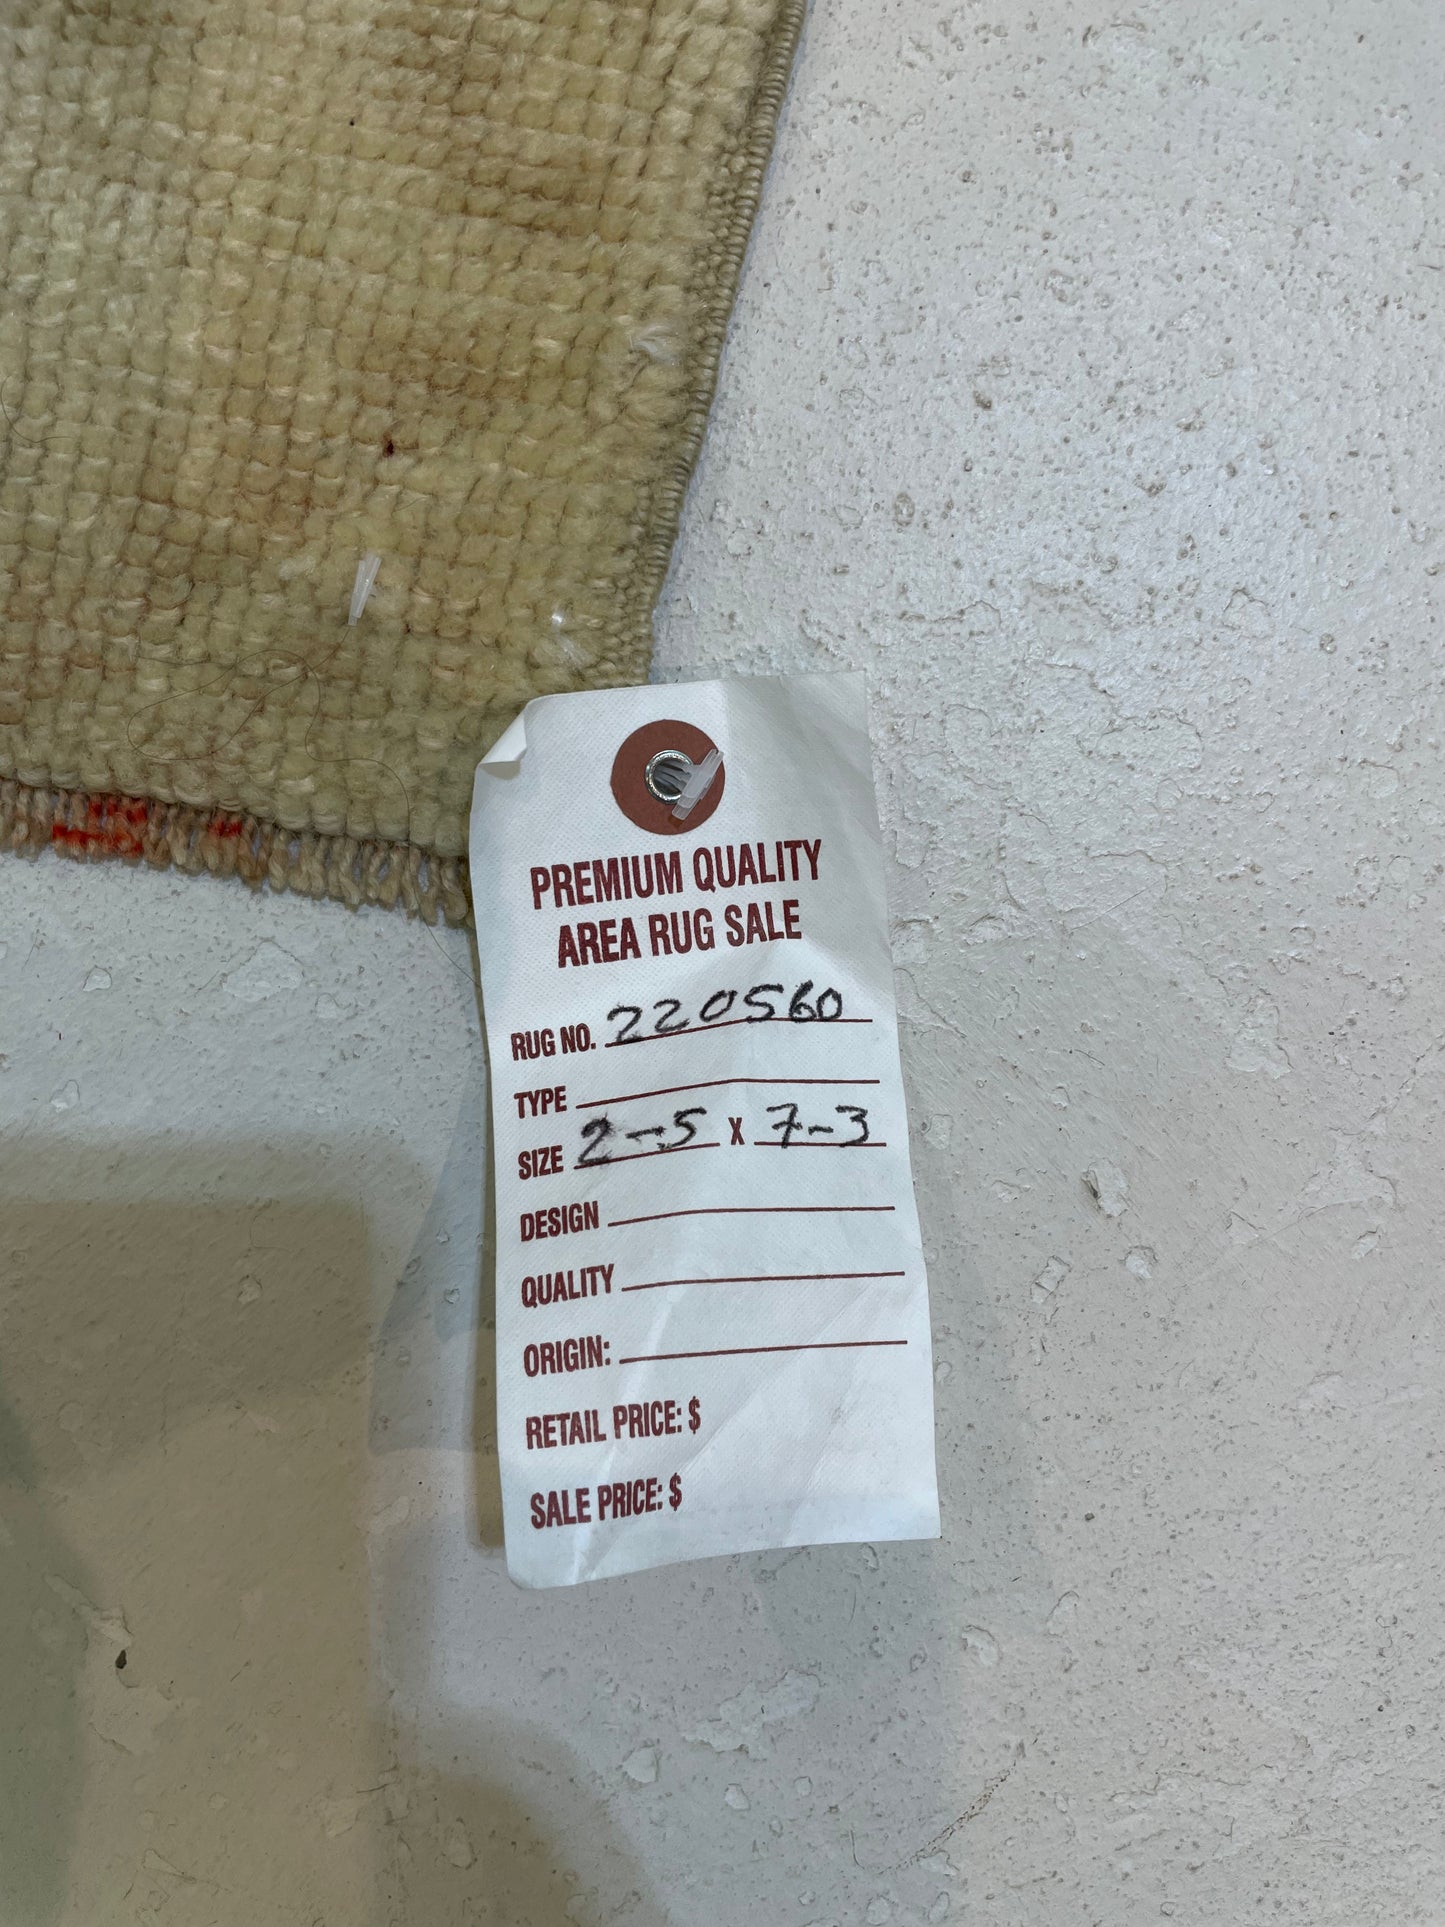 PREMIUM QUALITY
AREA RUG SALE
RUG NO. 220560
TYPE
SIZE 2-5 X 7-3
DESIGN
QUALITY
ORIGIN:
RETAIL PRICE: $
SALE PRICE: $